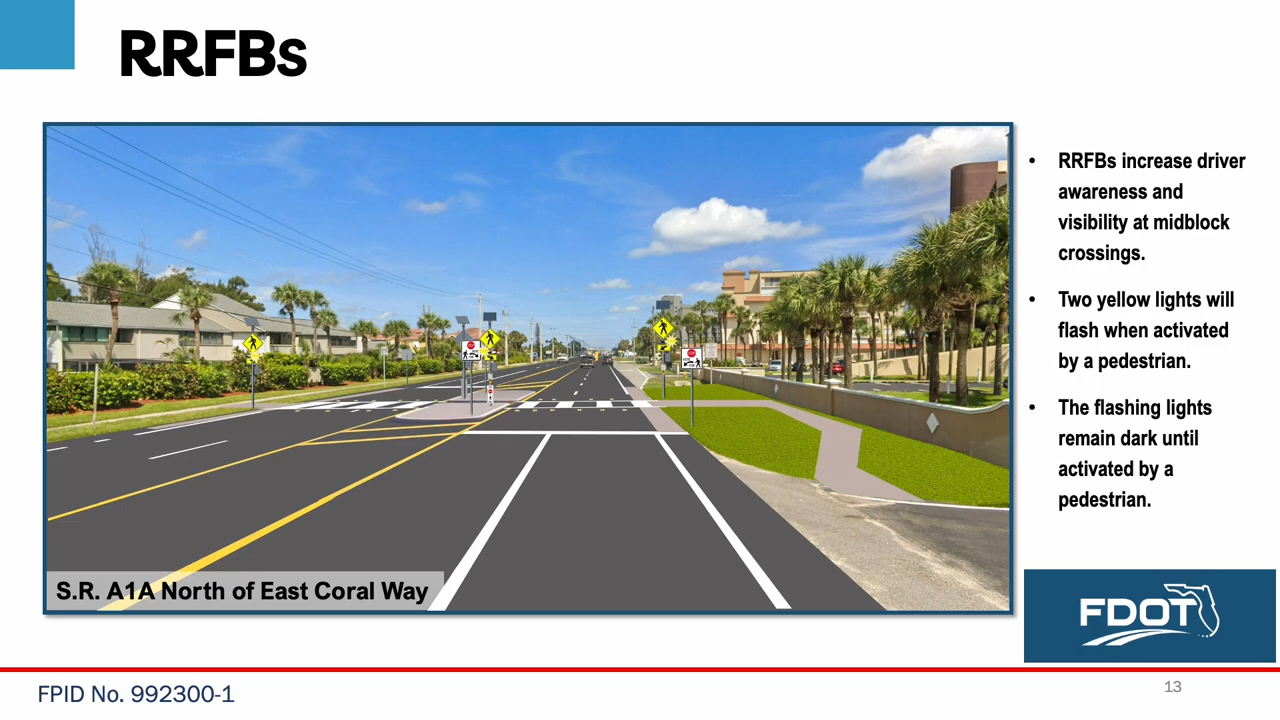 RRFBs
• RRFBs increase driver
awareness and
visibility at midblock
crossings.
• Two yellow lights will
flash when activated
by a pedestrian.
• The flashing lights
remain dark until
activated by a
pedestrian.
S.R. A1A North of East Coral Way
FDOT
FPID No. 992300-1
13